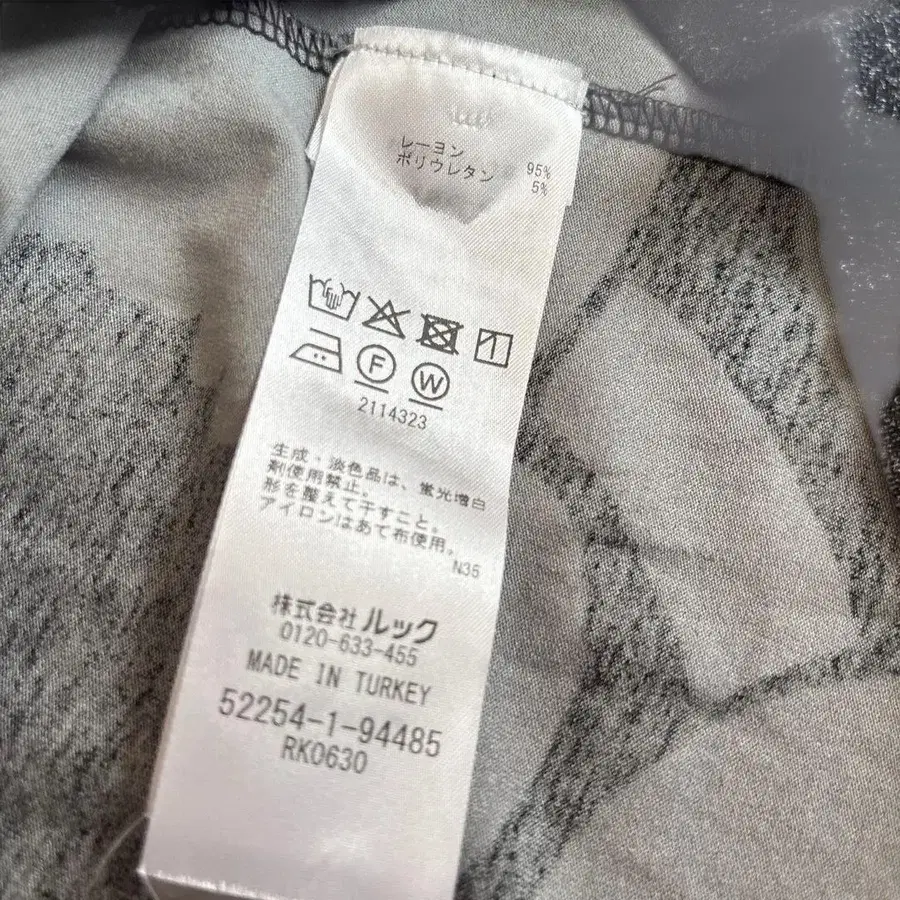 レーヨン 95%
ポリウレタン 5%
F W
2114323
生成・淡色品は、蛍光増白
剤使用禁止。
形を整えて干すこと。
アイロンはあて布使用。
N35
株式会社ルック
0120-633-455
MADE IN TURKEY
52254-1-94485
RK0630